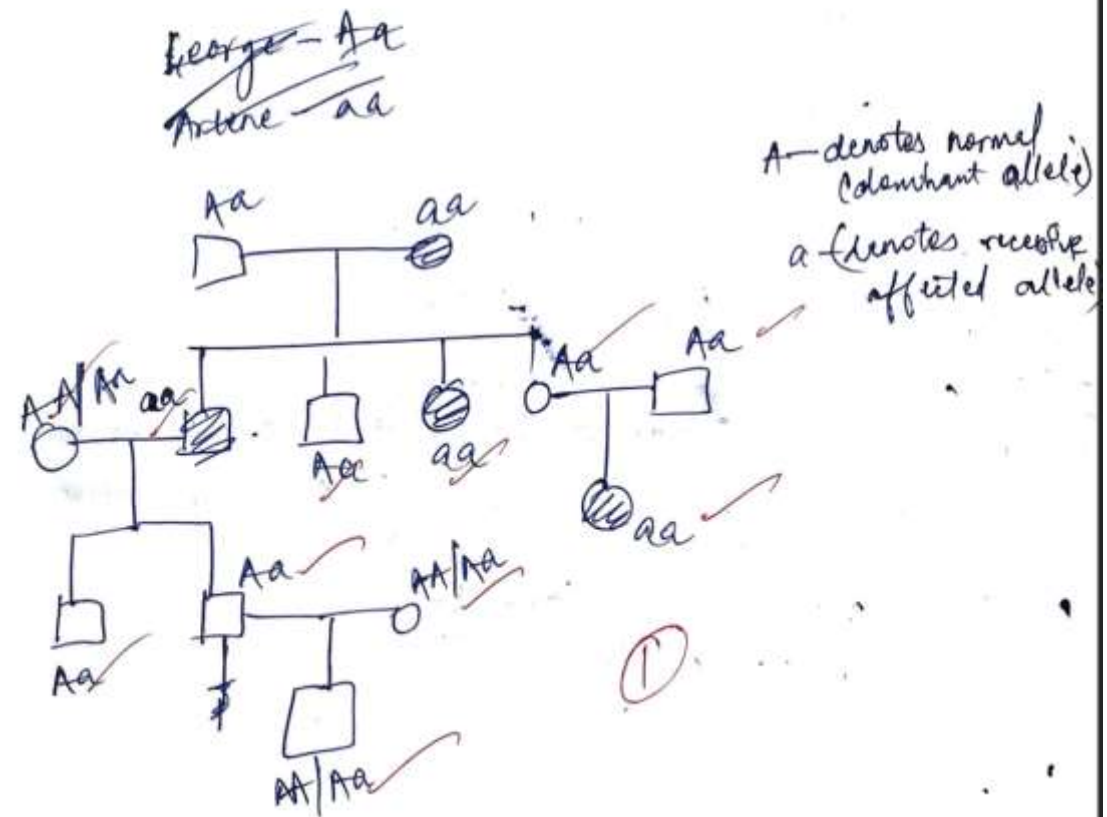 George - Aa
Arlene - aa
A - denotes normal
(dominant allele)
a - (denotes recessive
affected allele)
Aa
aa
Aa
Aa
AA/Aa
aa
Aa
aa
aa
Aa
AA/Aa
Aa
1
AA/Aa